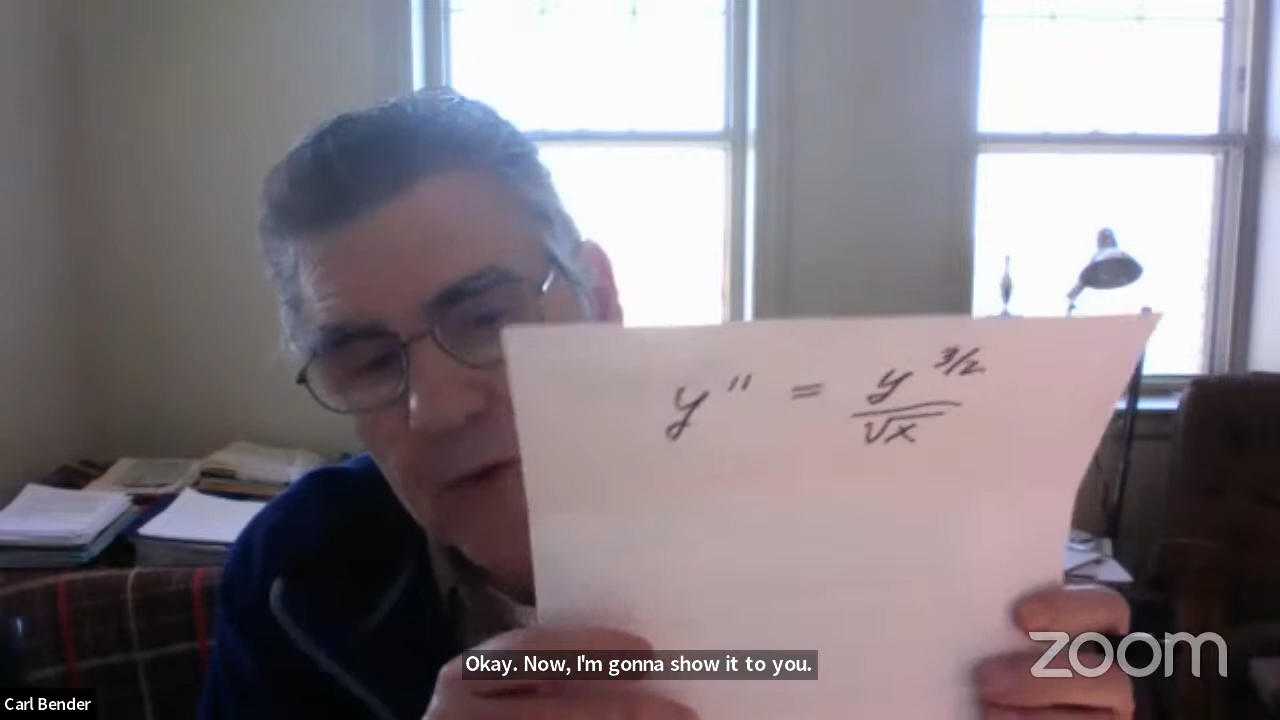 y'' = y^{3/2} / √x
Okay. Now, I'm gonna show it to you.
zoom
Carl Bender